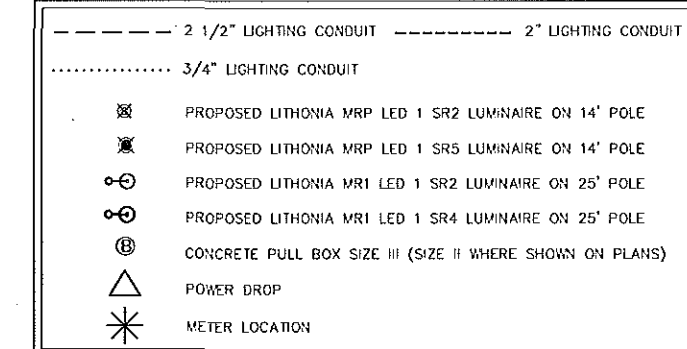 2 1/2" LIGHTING CONDUIT 2" LIGHTING CONDUIT
3/4" LIGHTING CONDUIT
PROPOSED LITHONIA MRP LED 1 SR2 LUMINAIRE ON 14' POLE
PROPOSED LITHONIA MRP LED 1 SR5 LUMINAIRE ON 14' POLE
PROPOSED LITHONIA MR1 LED 1 SR2 LUMINAIRE ON 25' POLE
PROPOSED LITHONIA MR1 LED 1 SR4 LUMINAIRE ON 25' POLE
B CONCRETE PULL BOX SIZE III (SIZE II WHERE SHOWN ON PLANS)
POWER DROP
METER LOCATION